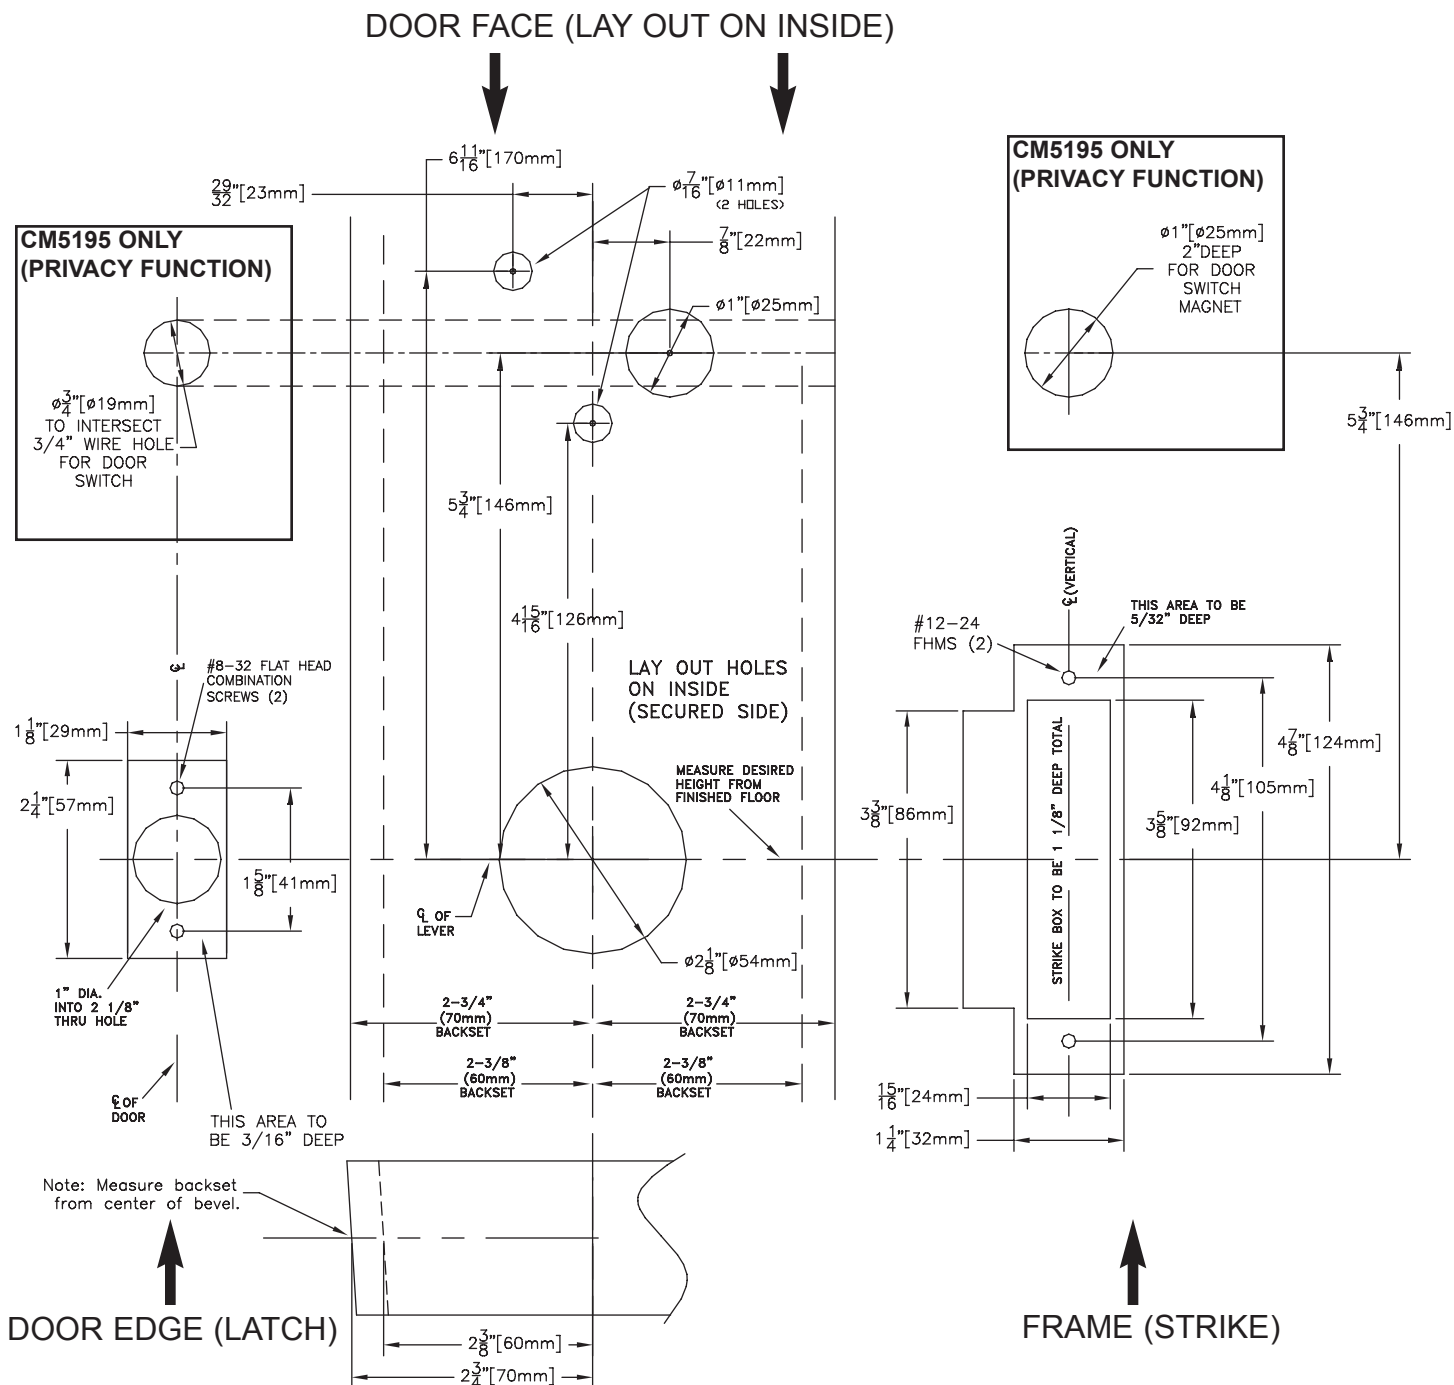 DOOR FACE (LAY OUT ON INSIDE)
6 11/16"[170mm]
29/32"[23mm]
ø7/16"[ø11mm]
(2 HOLES)
7/8"[22mm]
ø1"[ø25mm]
CM5195 ONLY
(PRIVACY FUNCTION)
ø3/4"[ø19mm]
TO INTERSECT
3/4" WIRE HOLE
FOR DOOR
SWITCH
CM5195 ONLY
(PRIVACY FUNCTION)
ø1"[ø25mm]
2"DEEP
FOR DOOR
SWITCH
MAGNET
5 3/4"[146mm]
5 3/4"[146mm]
4 15/16"[126mm]
LAY OUT HOLES
ON INSIDE
(SECURED SIDE)
MEASURE DESIRED
HEIGHT FROM
FINISHED FLOOR
℄ OF
LEVER
ø2 1/8"[ø54mm]
2-3/4"
(70mm)
BACKSET
2-3/4"
(70mm)
BACKSET
2-3/8"
(60mm)
BACKSET
2-3/8"
(60mm)
BACKSET
℄
#8-32 FLAT HEAD
COMBINATION
SCREWS (2)
1 1/8"[29mm]
2 1/4"[57mm]
1 5/8"[41mm]
1" DIA.
INTO 2 1/8"
THRU HOLE
℄ OF
DOOR
THIS AREA TO
BE 3/16" DEEP
℄ (VERTICAL)
#12-24
FHMS (2)
THIS AREA TO BE
5/32" DEEP
STRIKE BOX TO BE 1 1/8" DEEP TOTAL
3 3/8"[86mm]
3 5/8"[92mm]
4 1/8"[105mm]
4 7/8"[124mm]
15/16"[24mm]
1 1/4"[32mm]
Note: Measure backset
from center of bevel.
DOOR EDGE (LATCH)
2 3/8"[60mm]
2 3/4"[70mm]
FRAME (STRIKE)